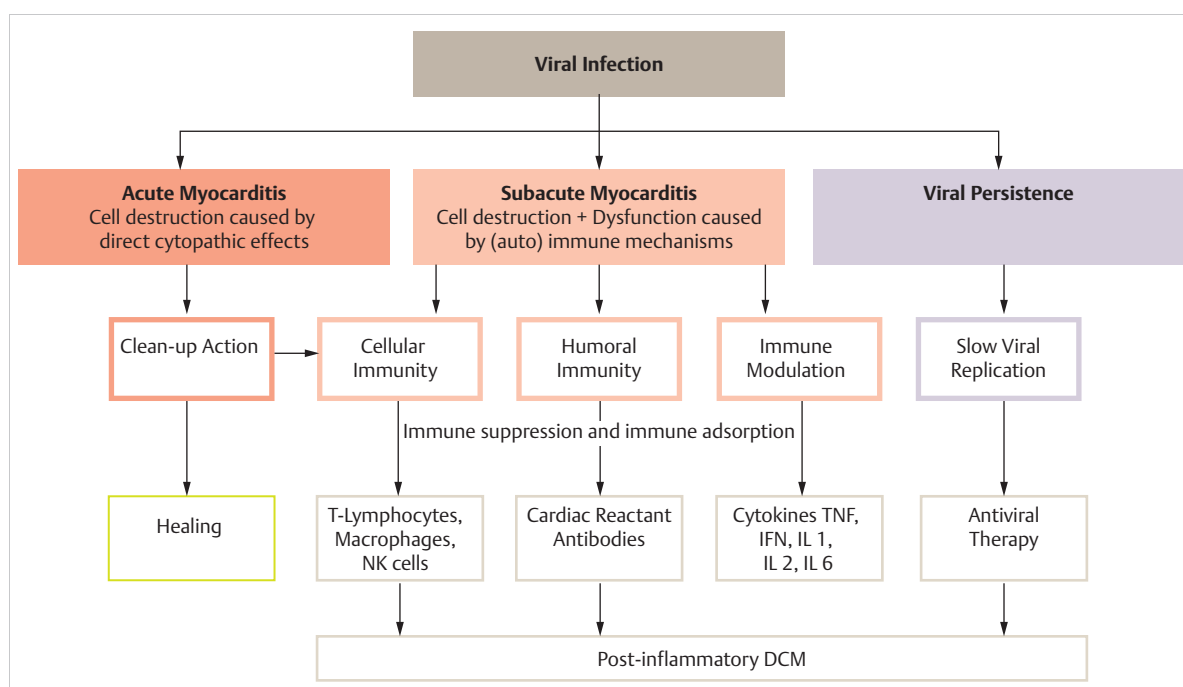 Viral Infection
Acute Myocarditis
Cell destruction caused by
direct cytopathic effects
Subacute Myocarditis
Cell destruction + Dysfunction caused
by (auto) immune mechanisms
Viral Persistence
Clean-up Action
Cellular
Immunity
Humoral
Immunity
Immune
Modulation
Slow Viral
Replication
Immune suppression and immune adsorption
Healing
T-Lymphocytes,
Macrophages,
NK cells
Cardiac Reactant
Antibodies
Cytokines TNF,
IFN, IL 1,
IL 2, IL 6
Antiviral
Therapy
Post-inflammatory DCM